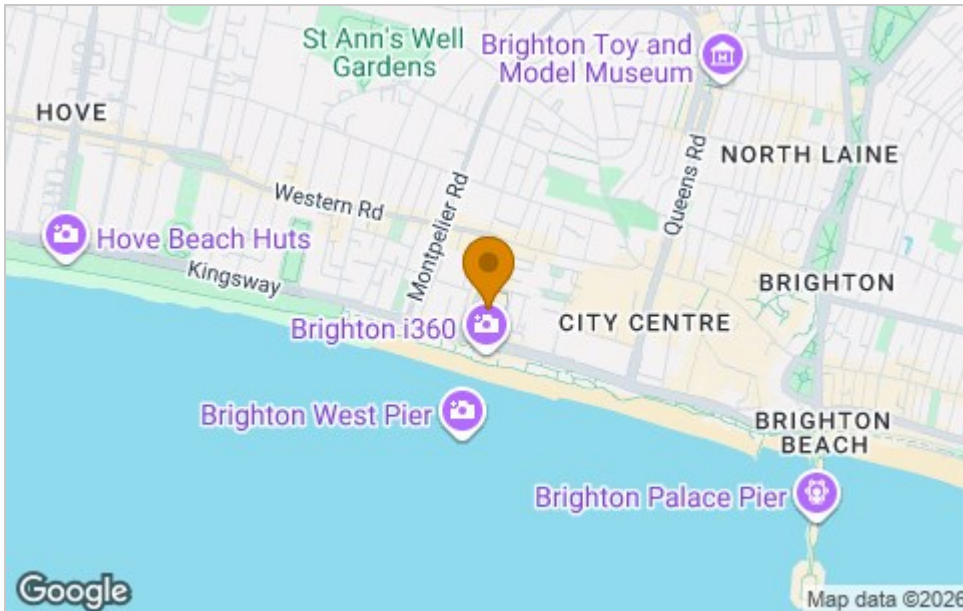 St Ann's Well
Gardens
Brighton Toy and
Model Museum
HOVE
NORTH LAINE
Queens Rd
Western Rd
Montpelier Rd
Hove Beach Huts
Kingsway
BRIGHTON
Brighton i360
CITY CENTRE
Brighton West Pier
BRIGHTON
BEACH
Brighton Palace Pier
Google
Map data ©2026